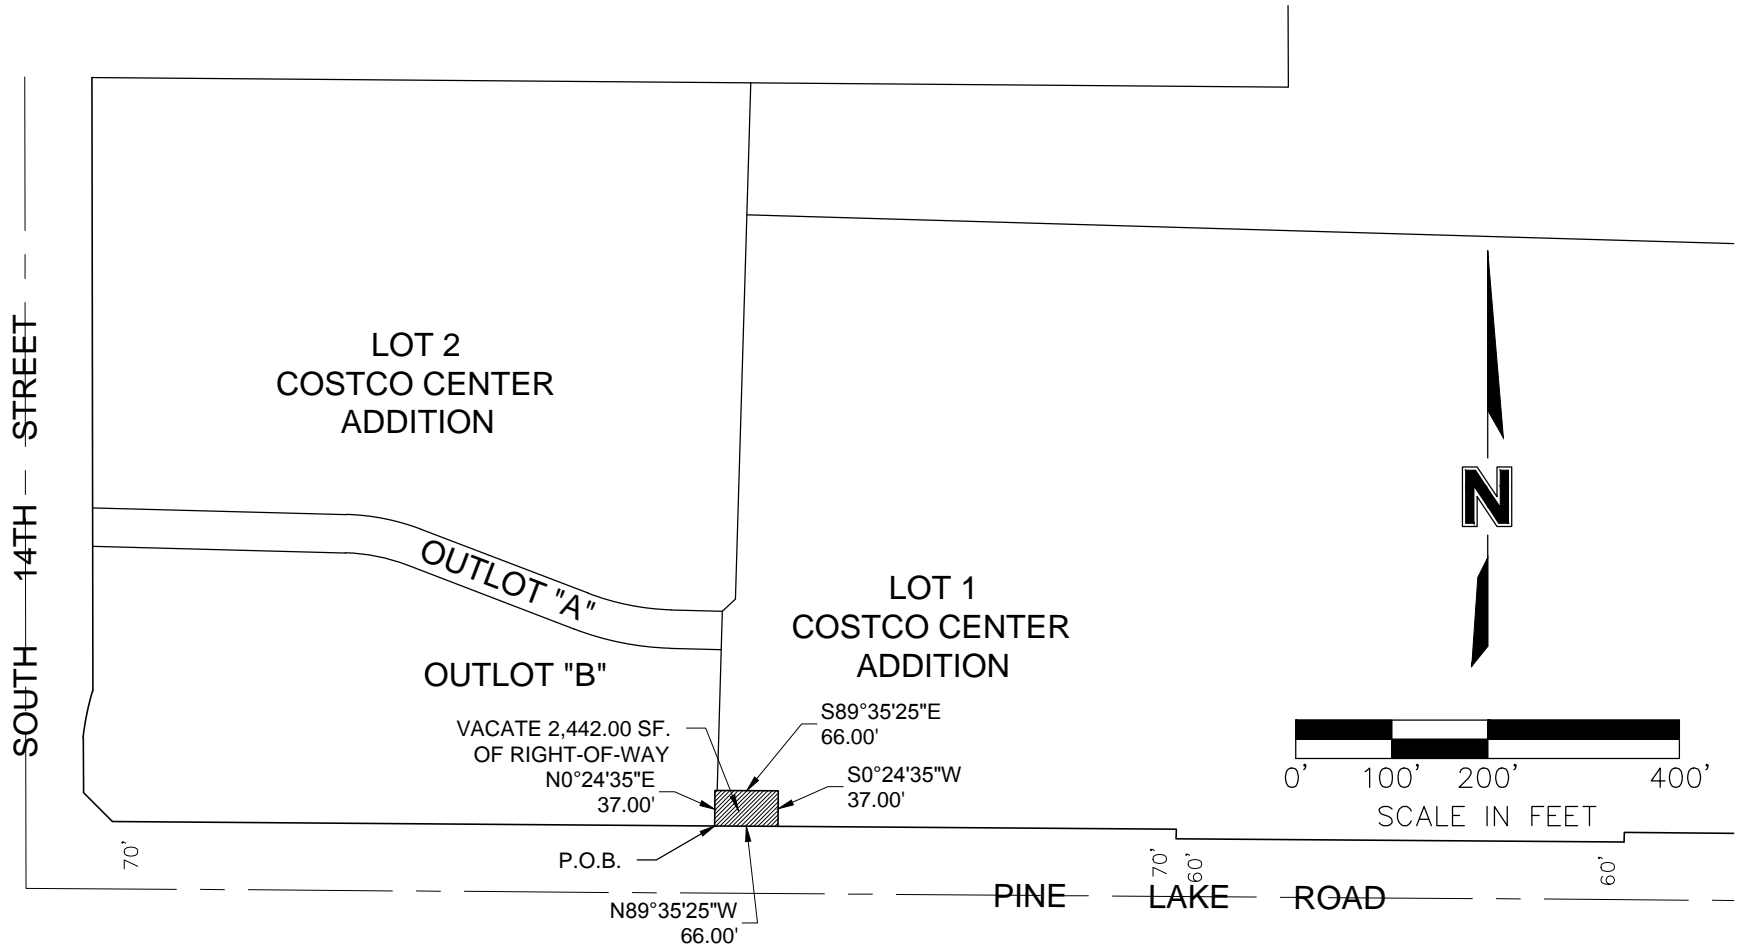 SOUTH 14TH STREET
LOT 2
COSTCO CENTER
ADDITION
OUTLOT "A"
OUTLOT "B"
LOT 1
COSTCO CENTER
ADDITION
VACATE 2,442.00 SF.
OF RIGHT-OF-WAY
N0°24'35"E
37.00'
S89°35'25"E
66.00'
S0°24'35"W
37.00'
P.O.B.
N89°35'25"W
66.00'
70'
70'
60'
60'
PINE LAKE ROAD
N
0' 100' 200' 400'
SCALE IN FEET